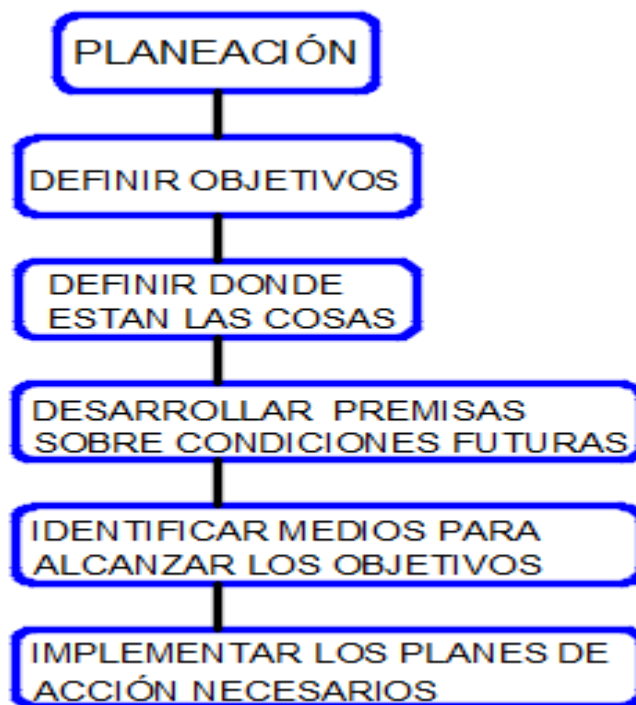 PLANEACIÓN
DEFINIR OBJETIVOS
DEFINIR DONDE
ESTAN LAS COSAS
DESARROLLAR PREMISAS
SOBRE CONDICIONES FUTURAS
IDENTIFICAR MEDIOS PARA
ALCANZAR LOS OBJETIVOS
IMPLEMENTAR LOS PLANES DE
ACCIÓN NECESARIOS